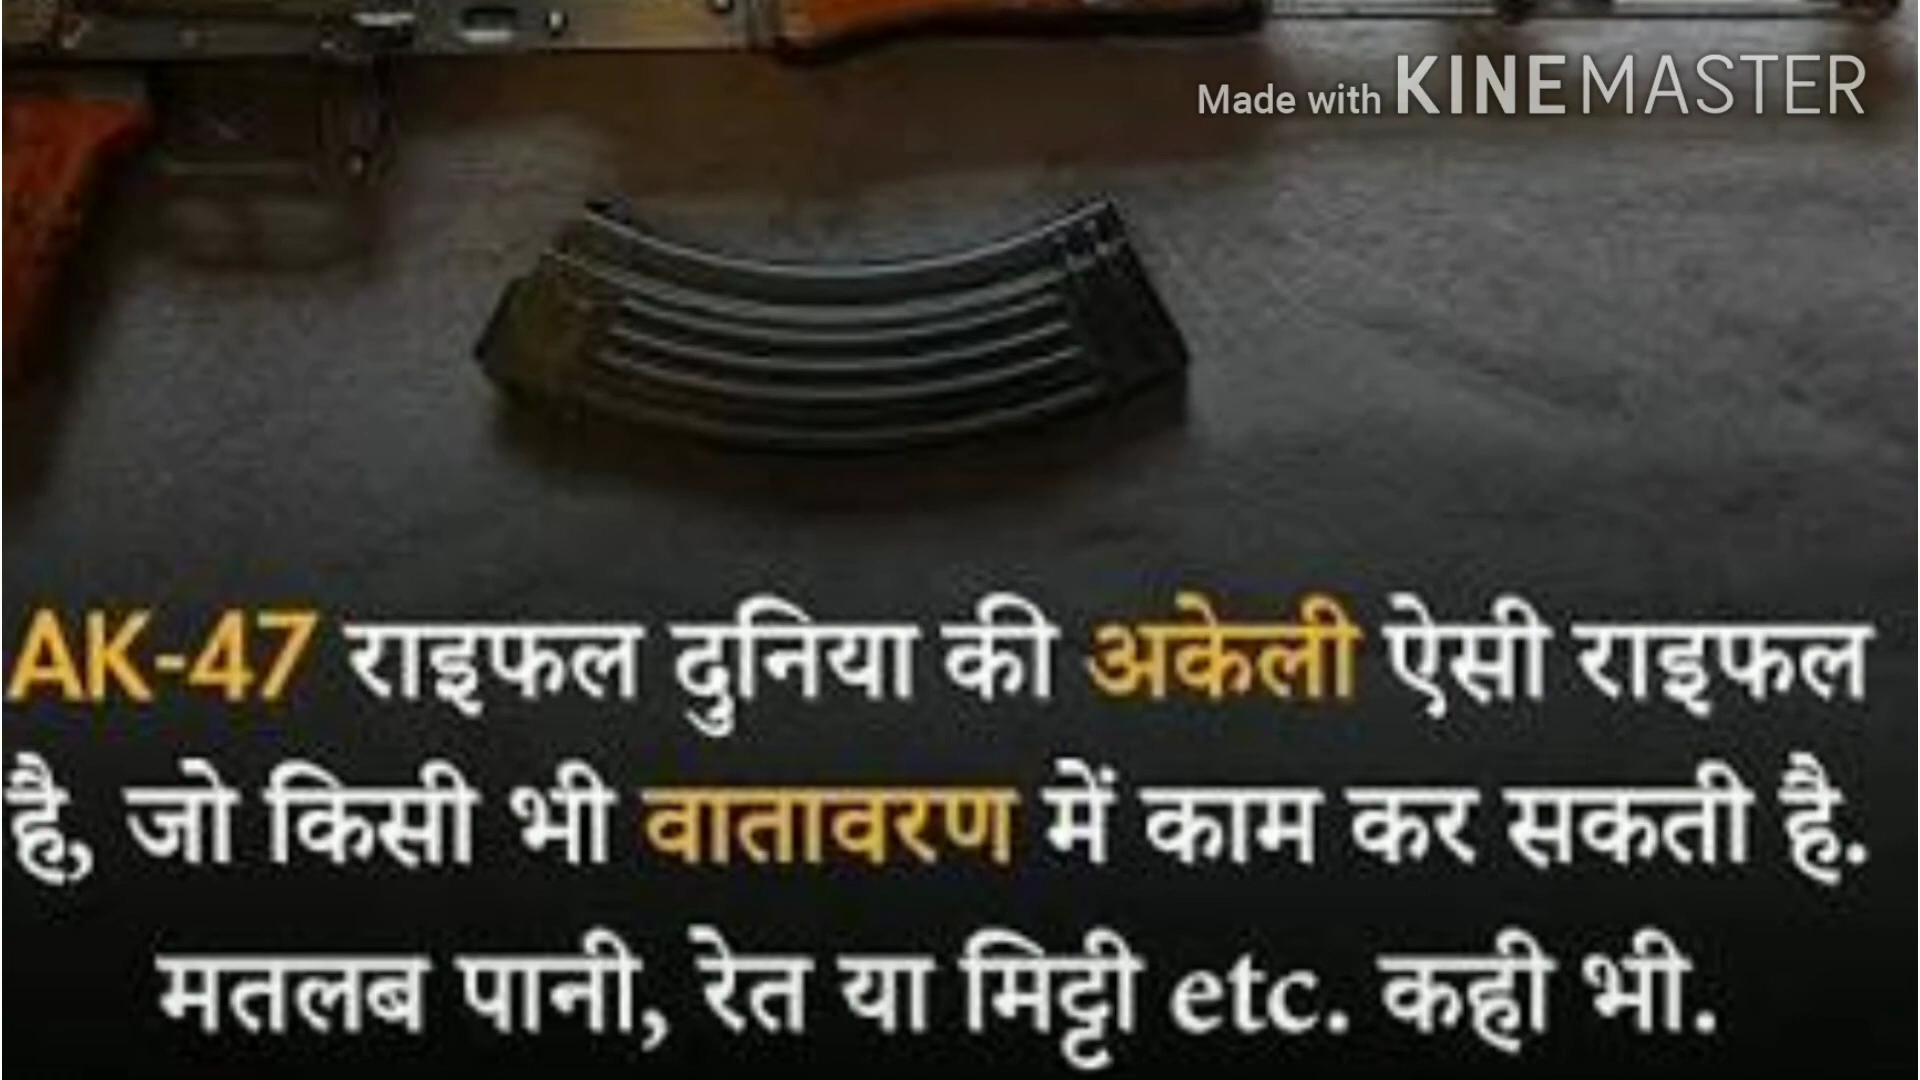 Made with KINEMASTER
AK-47 राइफल दुनिया की अकेली ऐसी राइफल
है, जो किसी भी वातावरण में काम कर सकती है.
मतलब पानी, रेत या मिट्टी etc. कही भी.